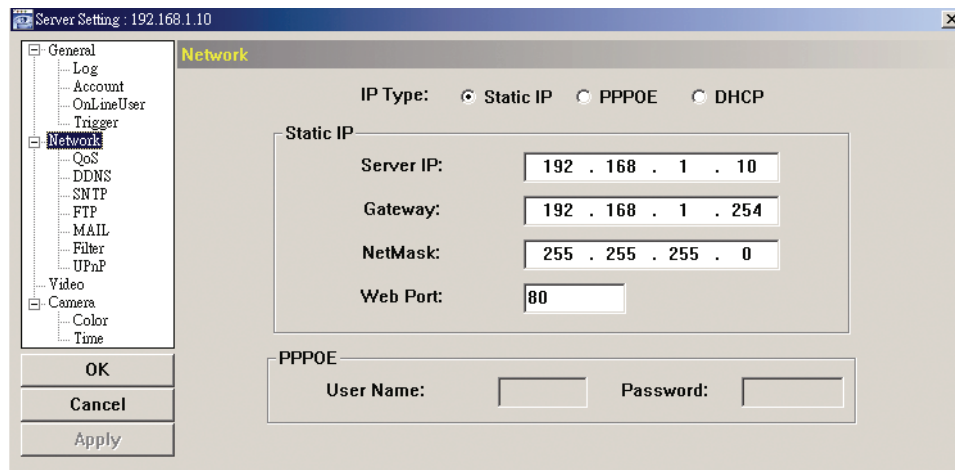 Server Setting : 192.168.1.10
General
Log
Account
OnLineUser
Trigger
Network
QoS
DDNS
SNTP
FTP
MAIL
Filter
UPnP
Video
Camera
Color
Time
OK
Cancel
Apply
Network
IP Type: Static IP PPPOE DHCP
Static IP
Server IP: 192 . 168 . 1 . 10
Gateway: 192 . 168 . 1 . 254
NetMask: 255 . 255 . 255 . 0
Web Port: 80
PPPOE
User Name: Password: